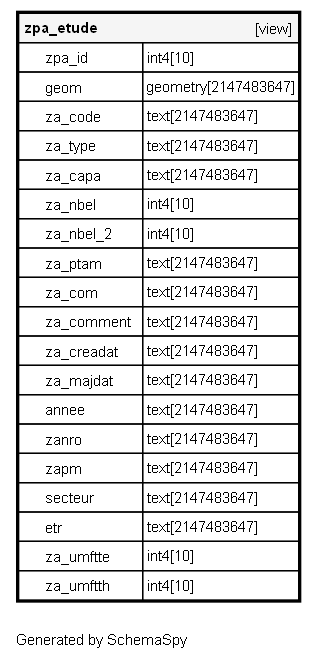 zpa_etude [view]
zpa_id int4[10]
geom geometry[2147483647]
za_code text[2147483647]
za_type text[2147483647]
za_capa text[2147483647]
za_nbel int4[10]
za_nbel_2 int4[10]
za_ptam text[2147483647]
za_com text[2147483647]
za_comment text[2147483647]
za_creadat text[2147483647]
za_majdat text[2147483647]
annee text[2147483647]
zanro text[2147483647]
zapm text[2147483647]
secteur text[2147483647]
etr text[2147483647]
za_umftte int4[10]
za_umftth int4[10]
Generated by SchemaSpy